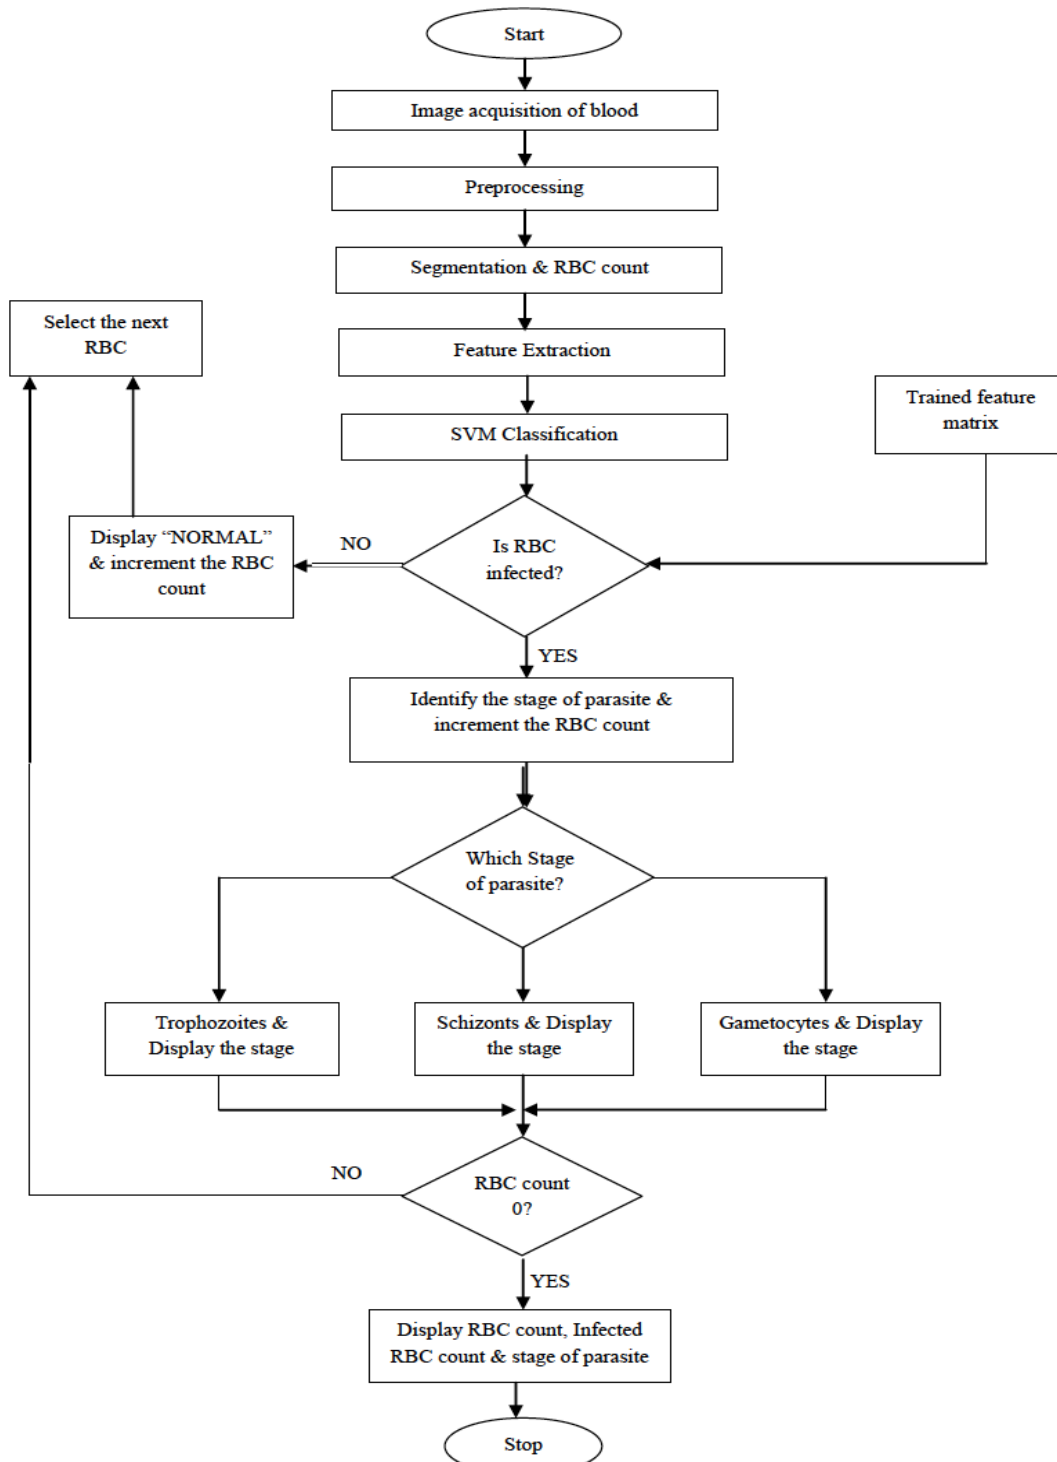 Start
Image acquisition of blood
Preprocessing
Segmentation & RBC count
Select the next
RBC
Feature Extraction
Trained feature
matrix
SVM Classification
Display “NORMAL”
& increment the RBC
count
NO
Is RBC
infected?
YES
Identify the stage of parasite &
increment the RBC count
Which Stage
of parasite?
Trophozoites &
Display the stage
Schizonts & Display
the stage
Gametocytes & Display
the stage
NO
RBC count
0?
YES
Display RBC count, Infected
RBC count & stage of parasite
Stop